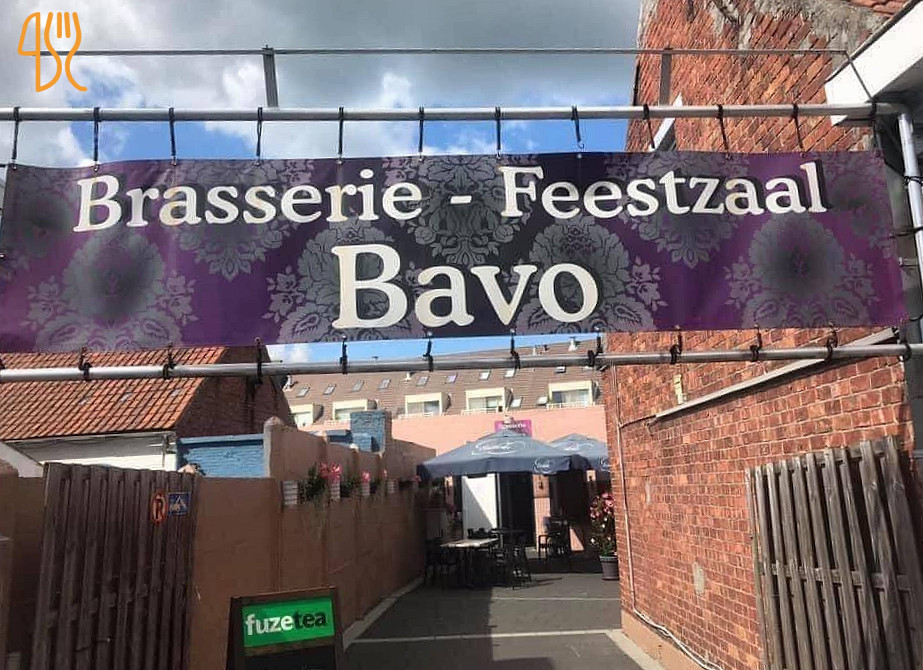 Brasserie - Feestzaal
Bavo
fuzetea